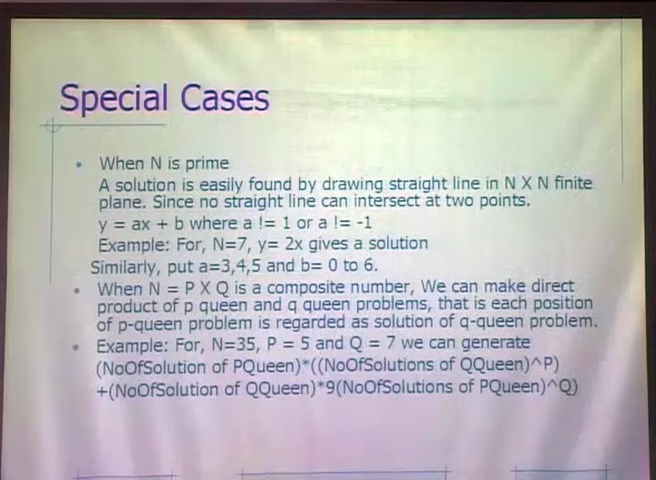 Special Cases
• When N is prime
A solution is easily found by drawing straight line in N X N finite
plane. Since no straight line can intersect at two points.
y = ax + b where a != 1 or a != -1
Example: For, N=7, y= 2x gives a solution
Similarly, put a=3,4,5 and b= 0 to 6.
• When N = P X Q is a composite number, We can make direct
product of p queen and q queen problems, that is each position
of p-queen problem is regarded as solution of q-queen problem.
• Example: For, N=35, P = 5 and Q = 7 we can generate
(NoOfSolution of PQueen)*((NoOfSolutions of QQueen)^P)
+(NoOfSolution of QQueen)*9(NoOfSolutions of PQueen)^Q)